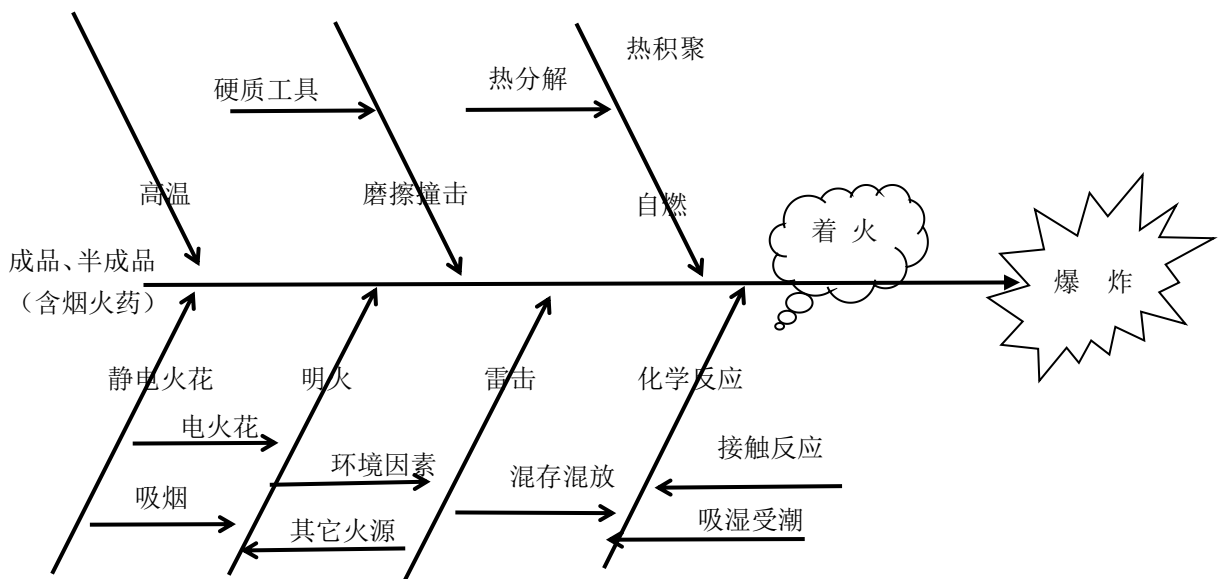 热积聚
热分解
硬质工具
高温
磨擦撞击
自燃
着 火
成品、半成品
（含烟火药）
爆 炸
静电火花
明火
雷击
化学反应
电火花
接触反应
环境因素
混存混放
吸烟
吸湿受潮
其它火源